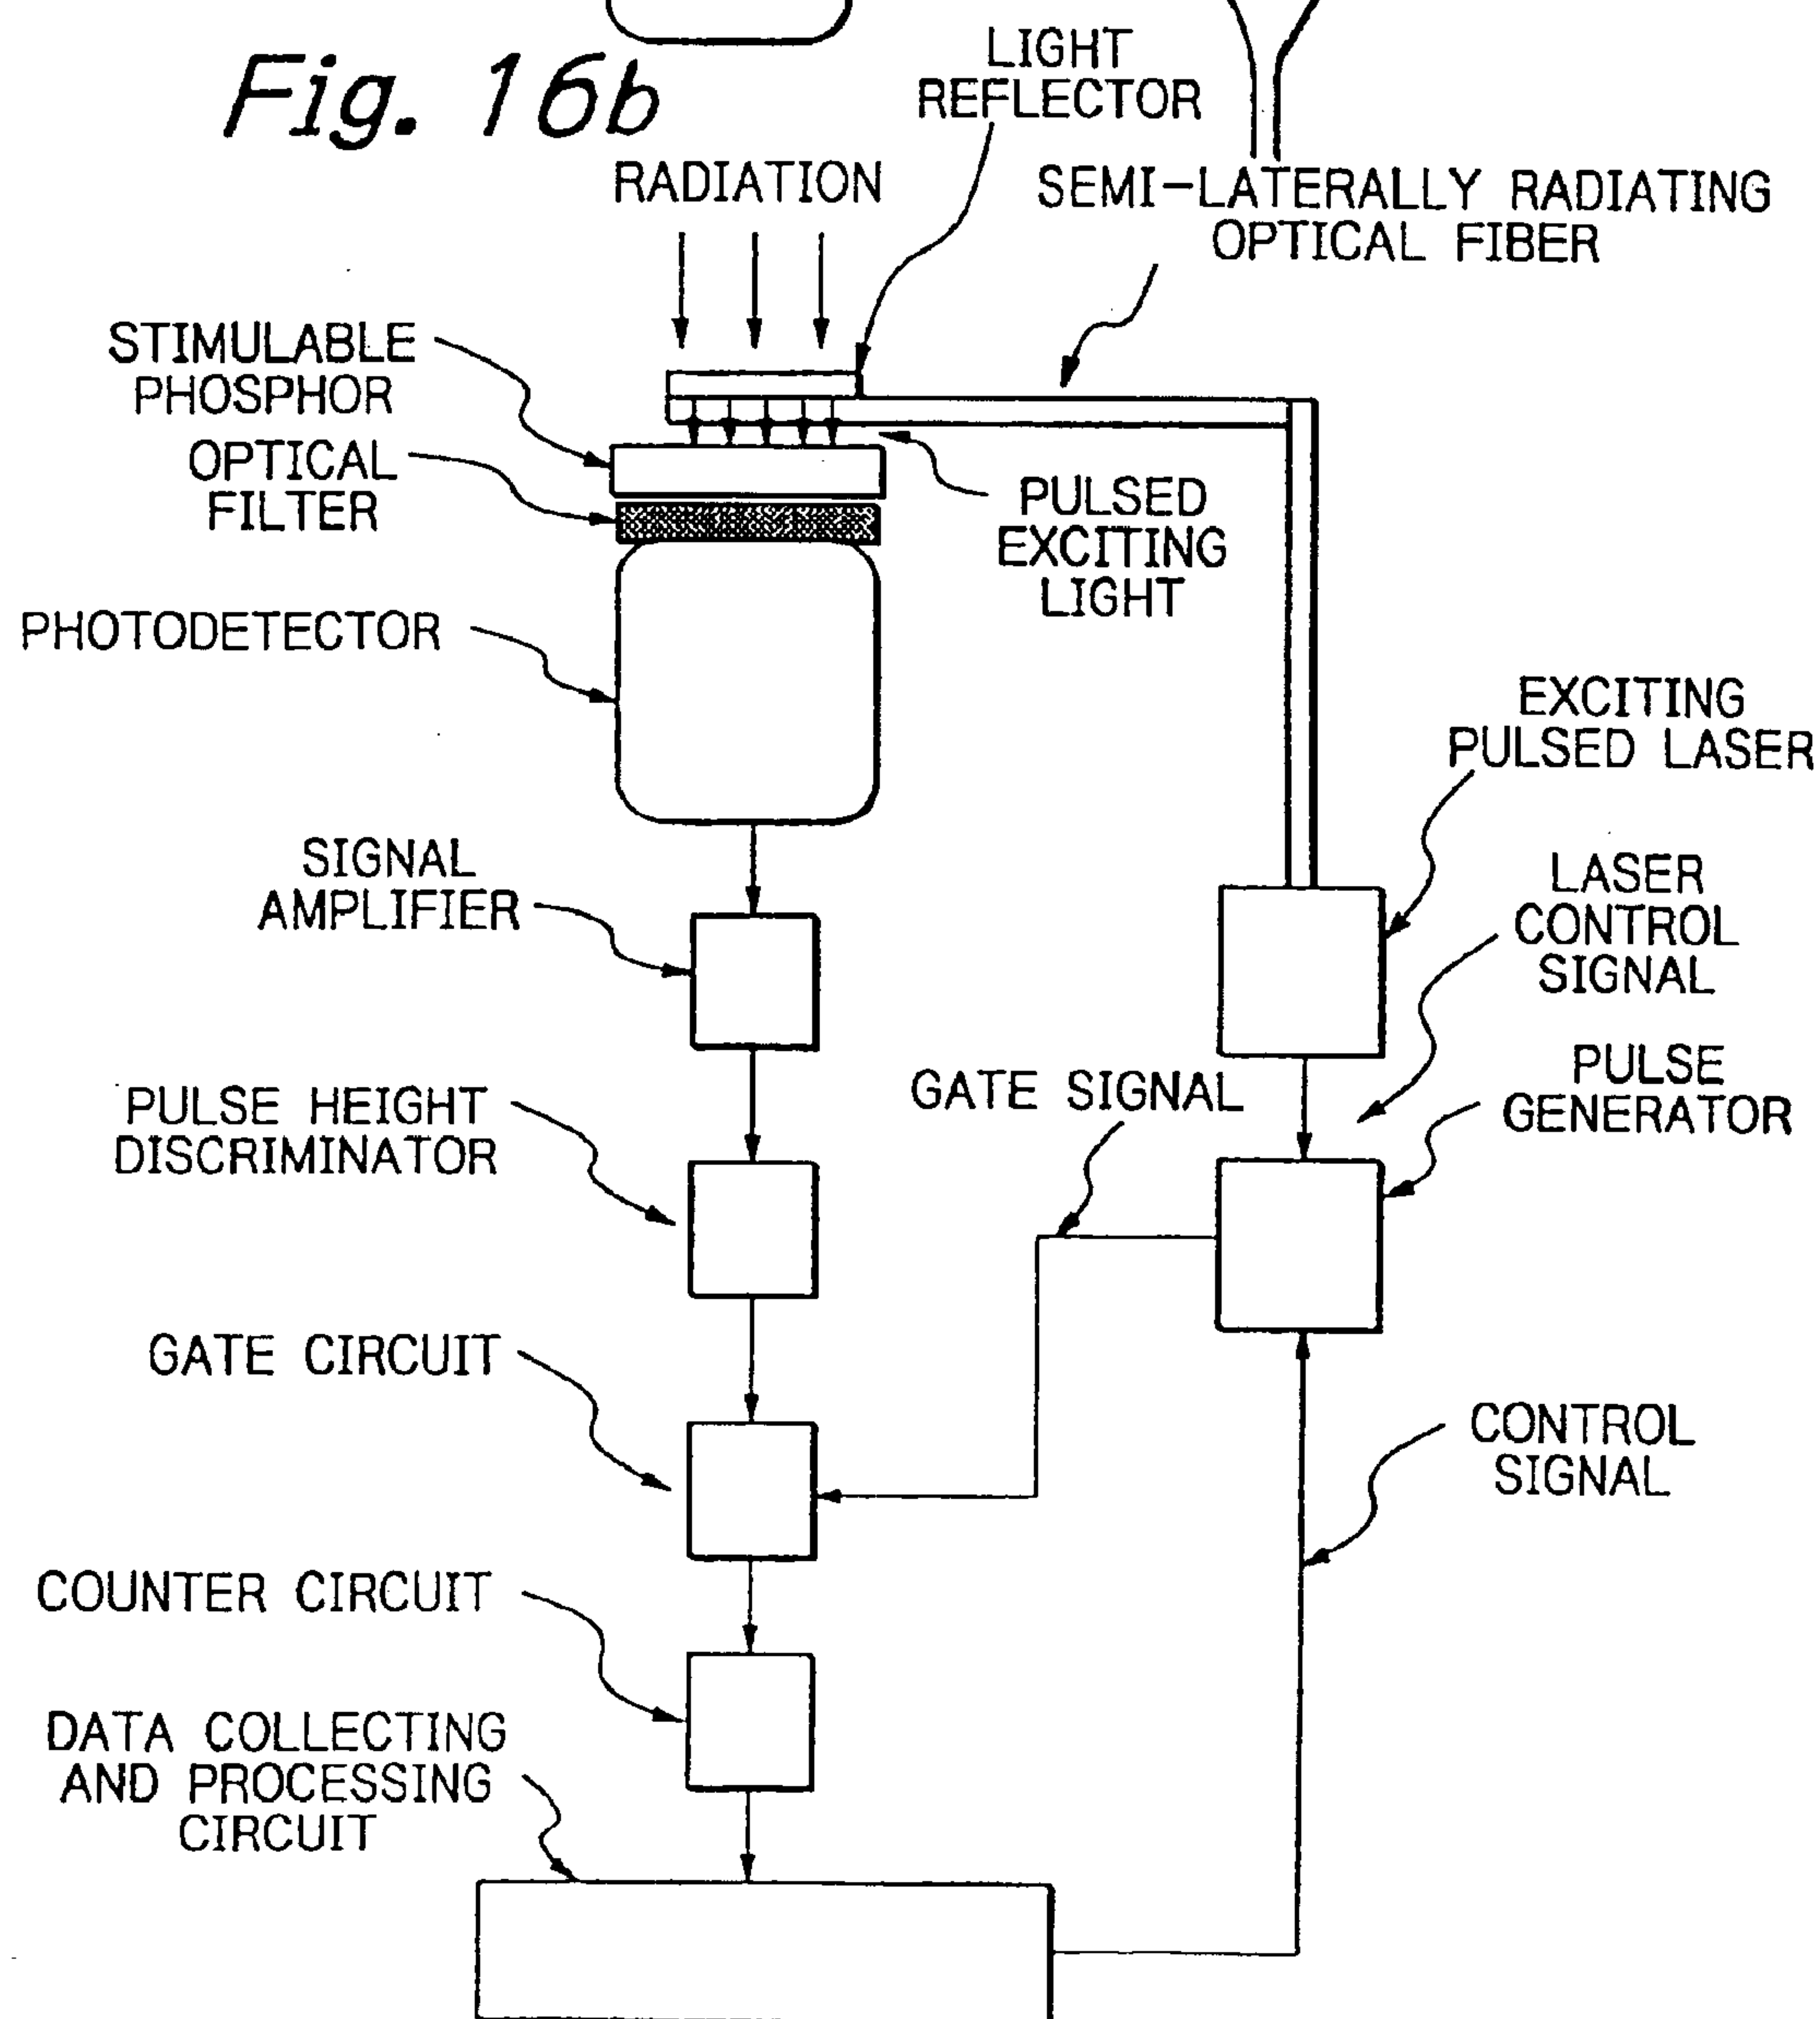 Fig. 16b
LIGHT
REFLECTOR
RADIATION
SEMI-LATERALLY RADIATING
OPTICAL FIBER
STIMULABLE
PHOSPHOR
OPTICAL
FILTER
PULSED
EXCITING
LIGHT
PHOTODETECTOR
EXCITING
PULSED LASER
SIGNAL
AMPLIFIER
LASER
CONTROL
SIGNAL
PULSE
GENERATOR
GATE SIGNAL
PULSE HEIGHT
DISCRIMINATOR
GATE CIRCUIT
CONTROL
SIGNAL
COUNTER CIRCUIT
DATA COLLECTING
AND PROCESSING
CIRCUIT